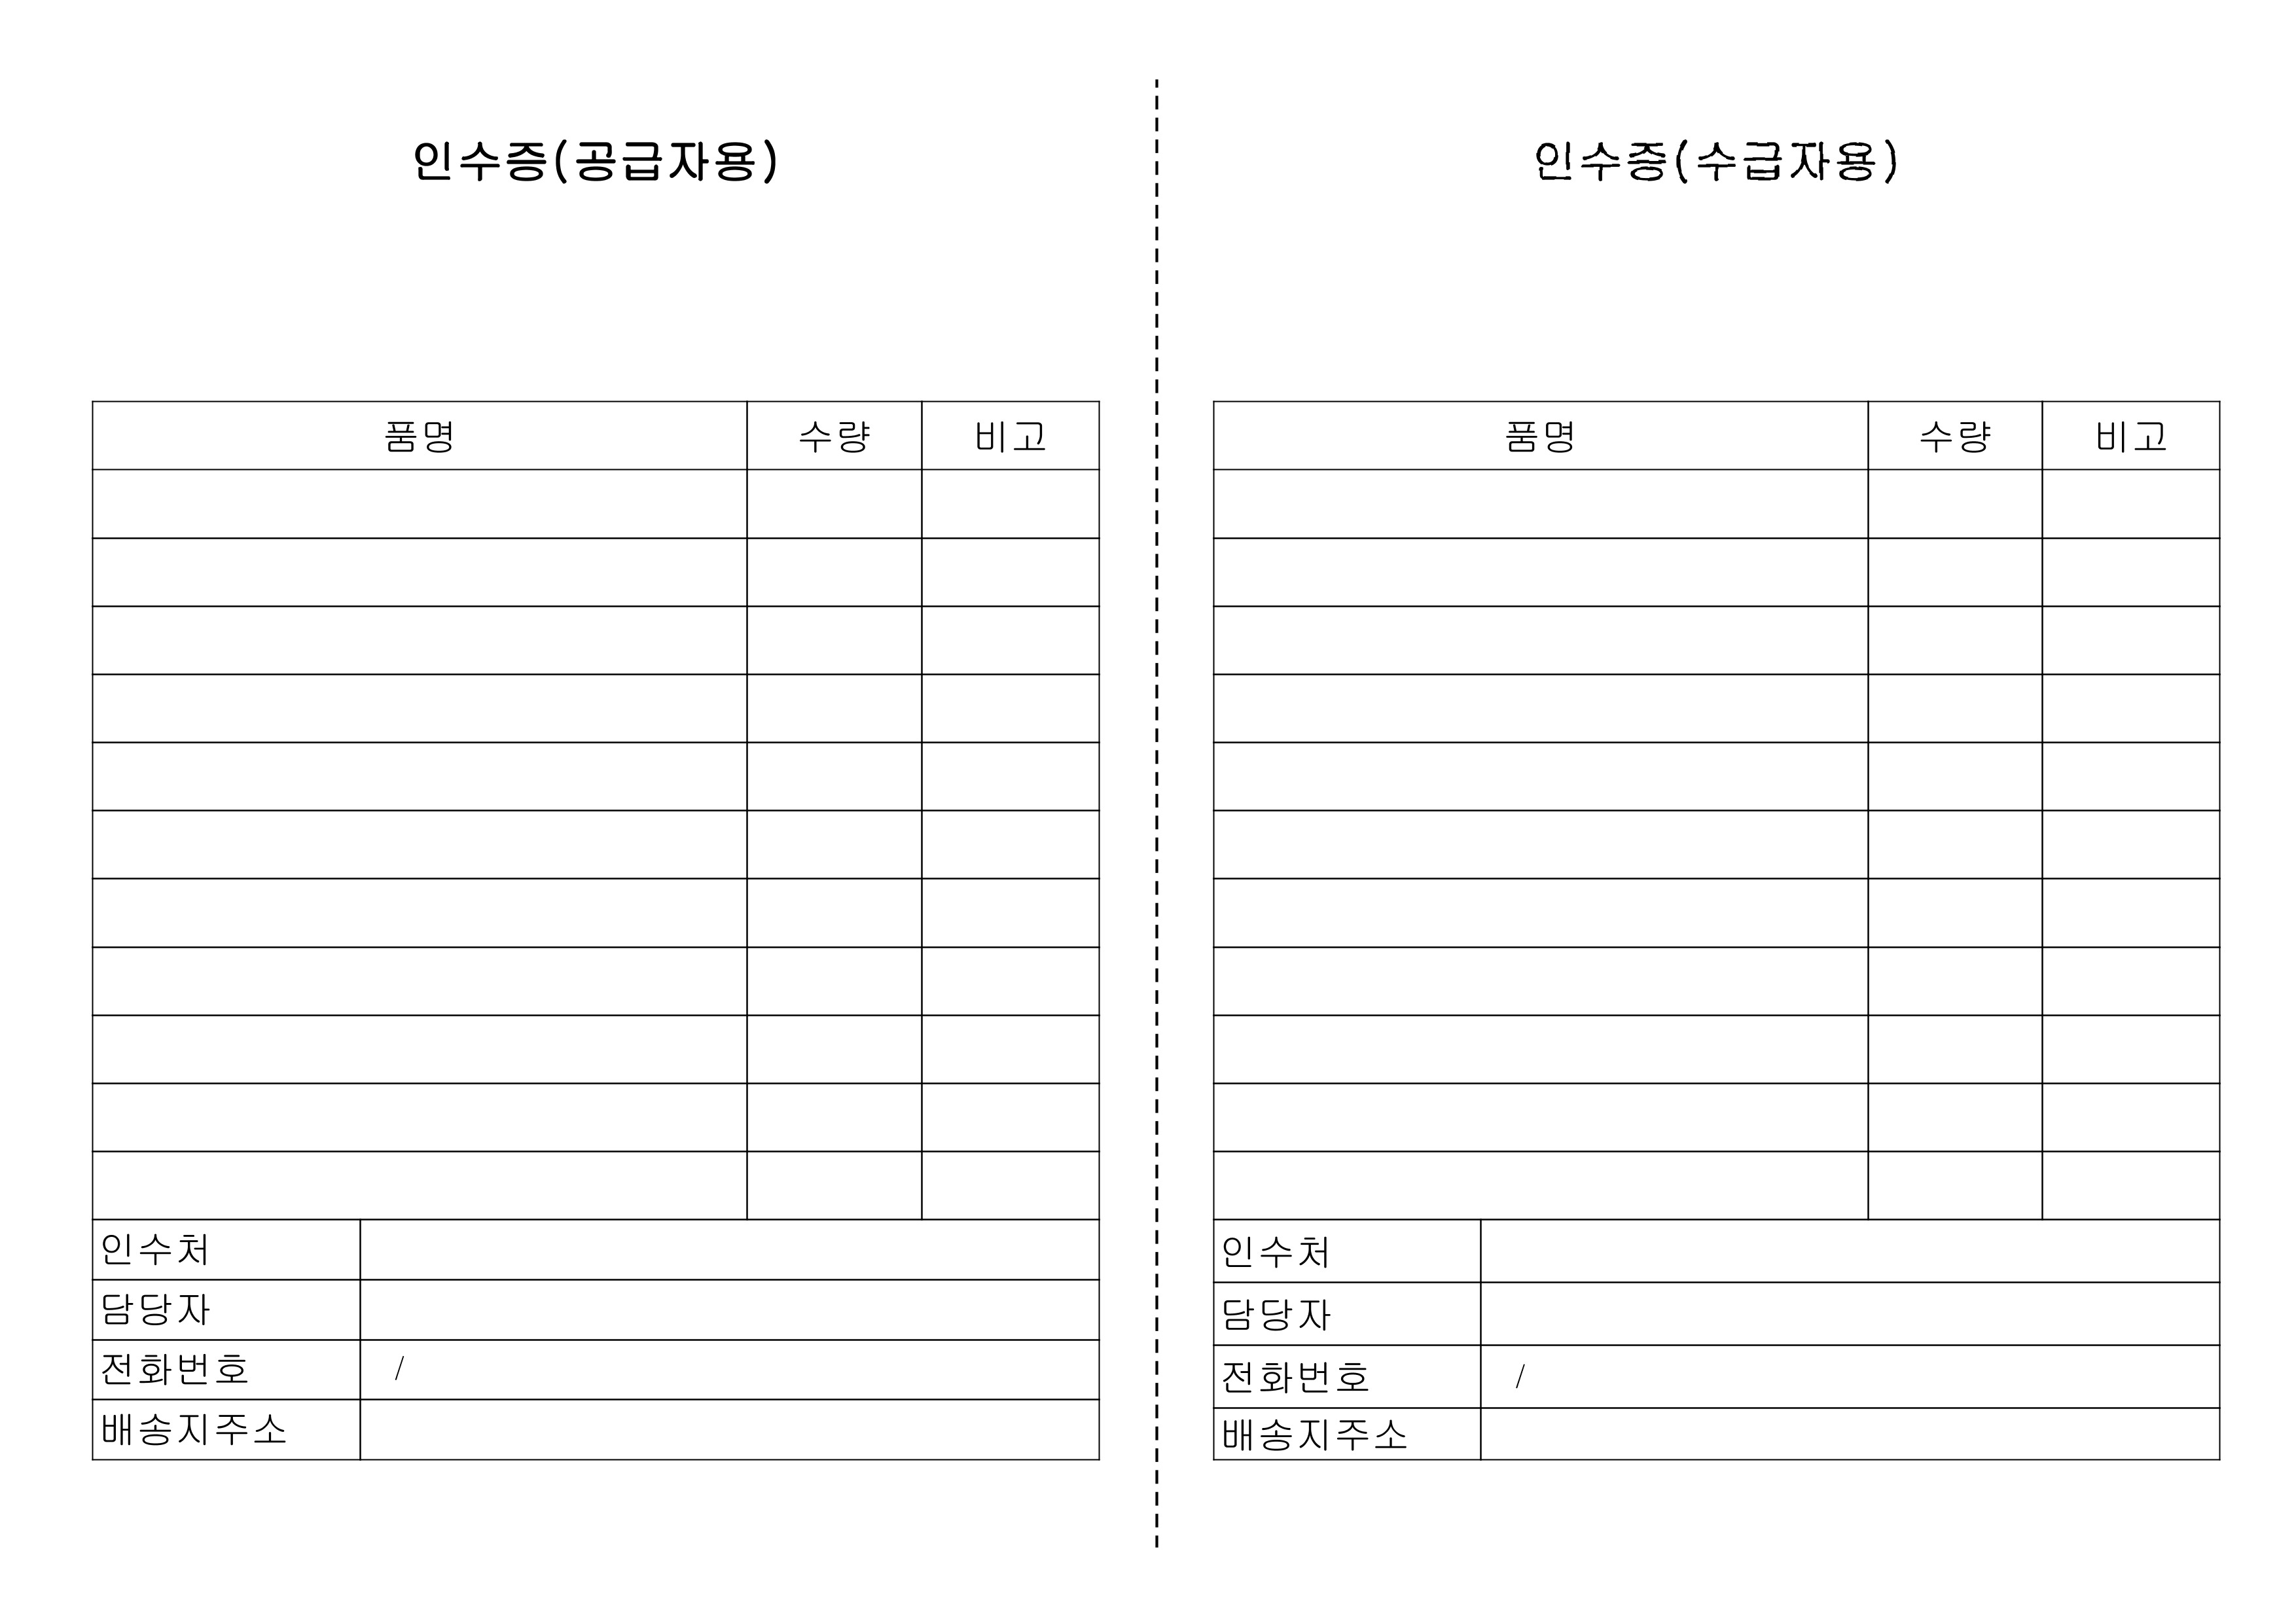 인수증(공급자용)
품명 수량 비고
인수처
담당자
전화번호 /
배송지주소
인수증(수급자용)
품명 수량 비고
인수처
담당자
전화번호 /
배송지주소